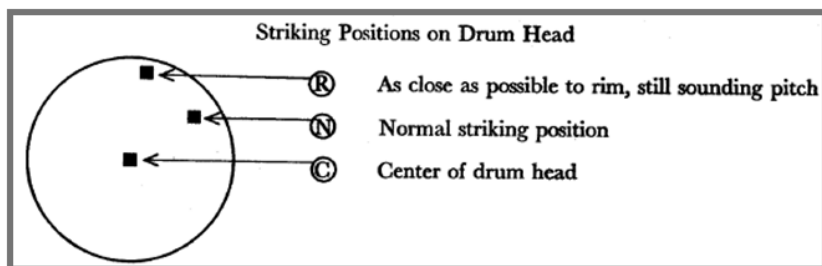 Striking Positions on Drum Head
Ⓡ As close as possible to rim, still sounding pitch
Ⓝ Normal striking position
Ⓒ Center of drum head